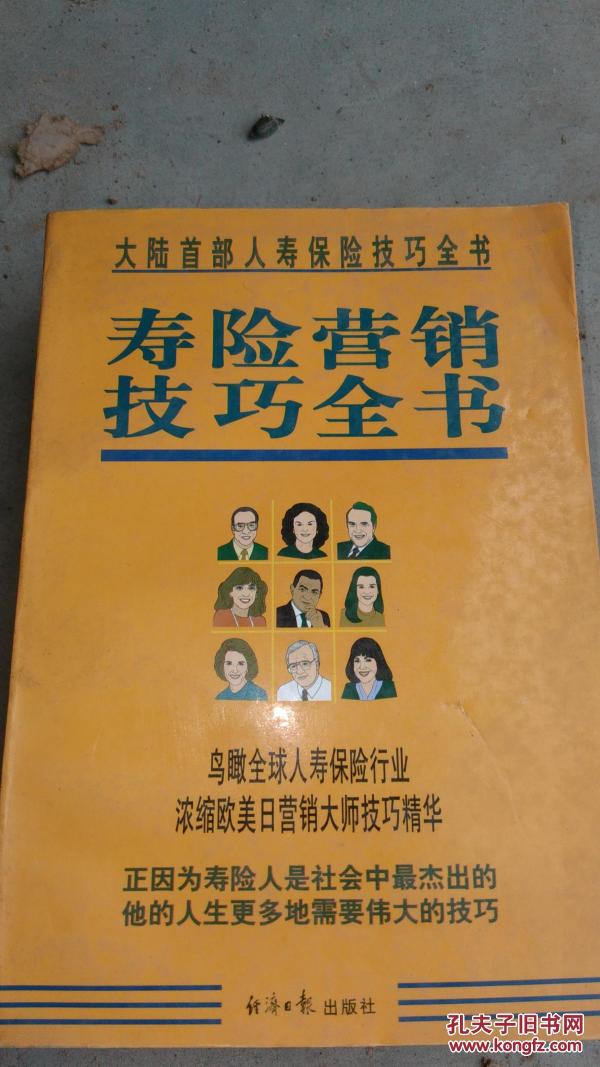 大陆首部人寿保险技巧全书
寿险营销
技巧全书
鸟瞰全球人寿保险行业
浓缩欧美日营销大师技巧精华
正因为寿险人是社会中最杰出的
他的人生更多地需要伟大的技巧
经济日报出版社
孔夫子旧书网
www.kongfz.com